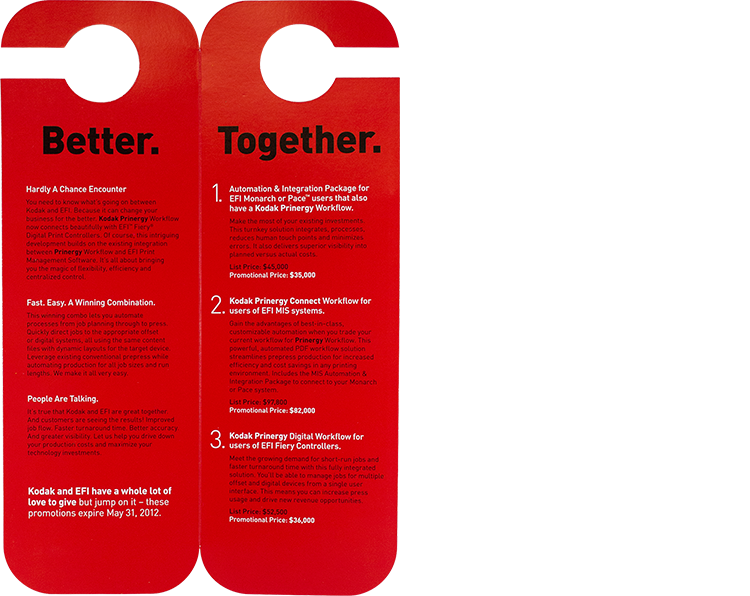 Better.
Hardly A Chance Encounter
You need to know what's going on between
Kodak and EFI. Because it can change your
business for the better. Kodak Prinergy Workflow
now connects beautifully with EFI™ Fiery®
Digital Print Controllers. Of course, this intriguing
development builds on the existing integration
between Prinergy Workflow and EFI Print
Management Software. It's all about bringing
you the magic of flexibility, efficiency and
centralized control.
Fast. Easy. A Winning Combination.
This winning combo lets you automate
processes from job planning through to press.
Quickly direct jobs to the appropriate litho
or digital systems, all using the same content
files with dynamic layouts for the target device.
Leverage existing conventional prepress while
automating production for all job sizes and run
lengths. We make it all very easy.
People Are Talking.
It's true that Kodak and EFI are great together.
And customers are seeing the results! Improved
job flow. Faster turnaround time. Better accuracy.
And greater visibility. Let us help you drive down
your production costs and maximize your
technology investments.
Kodak and EFI have a whole lot of
love to give but jump on it – these
promotions expire May 31, 2012.
Together.
1. Automation & Integration Package for
EFI Monarch or Pace™ users that also
have a Kodak Prinergy Workflow.
Make the most of your existing investments.
This turnkey solution integrates, processes,
reduces human touch points and minimizes
errors. It also delivers superior visibility into
planned versus actual costs.
List Price: $45,000
Promotional Price: $35,000
2. Kodak Prinergy Connect Workflow for
users of EFI MIS systems.
Gain the advantages of best-in-class,
customizable automation when you trade your
current workflow for Prinergy Workflow. This
powerful, automated PDF workflow solution
streamlines prepress production for increased
efficiency and cost savings in any printing
environment. Includes the MIS Automation &
Integration Package to connect to your Monarch
or Pace system.
List Price: $97,800
Promotional Price: $82,000
3. Kodak Prinergy Digital Workflow for
users of EFI Fiery Controllers.
Meet the growing demand for short-run jobs and
faster turnaround time with this fully integrated
solution. You'll be able to manage jobs for multiple
offset and digital devices from a single user
interface. This means you can increase press
usage and drive new revenue opportunities.
List Price: $52,500
Promotional Price: $36,000